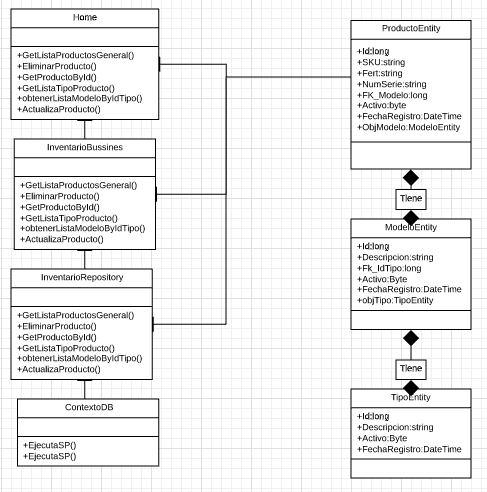 Home
+GetListaProductosGeneral()
+EliminarProducto()
+GetProductoById()
+GetListaTipoProducto()
+obtenerListaModeloByIdTipo()
+ActualizaProducto()
InventarioBussines
+GetListaProductosGeneral()
+EliminarProducto()
+GetProductoById()
+GetListaTipoProducto()
+obtenerListaModeloByIdTipo()
+ActualizaProducto()
InventarioRepository
+GetListaProductosGeneral()
+EliminarProducto()
+GetProductoById()
+GetListaTipoProducto()
+obtenerListaModeloByIdTipo()
+ActualizaProducto()
ContextoDB
+EjecutaSP()
+EjecutaSP()
ProductoEntity
+Id:long
+SKU:string
+Fert:string
+NumSerie:string
+FK_Modelo:long
+Activo:byte
+FechaRegistro:DateTime
+ObjModelo:ModeloEntity
Tiene
ModeloEntity
+Id:long
+Descripcion:string
+Fk_IdTipo:long
+Activo:Byte
+FechaRegistro:DateTime
+objTipo:TipoEntity
Tiene
TipoEntity
+Id:long
+Descripcion:string
+Activo:Byte
+FechaRegistro:DateTime